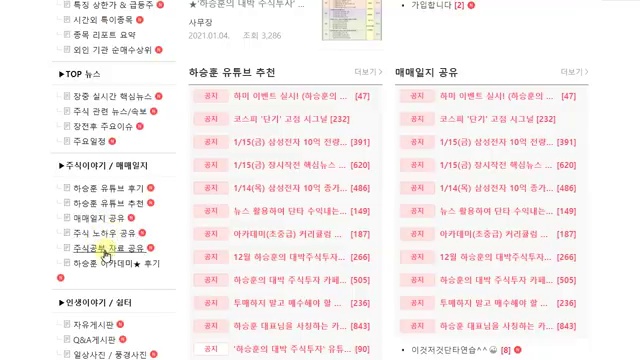 특징 상한가 & 급등주
시간외 특이종목
종목 리포트 요약
외인 기관 순매수상위
▶TOP 뉴스
장중 실시간 핵심뉴스
주식 관련 뉴스/속보
장전후 주요이슈
주요일정
▶주식이야기 / 매매일지
하승훈 유튜브 후기
하승훈 유튜브 추천
매매일지 공유
주식 노하우 공유
주식공부 자료 공유
하승훈 아카데미★ 후기
▶인생이야기 / 쉼터
자유게시판
Q&A게시판
일상사진 / 풍경사진
★'하승훈의 대박 주식투자' ...
사무장
2021.01.04. 조회 3,286
가입합니다 [2]
하승훈 유튜브 추천 더보기 >
공지 하마 이벤트 실시! (하승훈의 ... [47]
공지 코스피 '단기' 고점 시그널 [232]
공지 1/15(금) 삼성전자 10억 전량... [391]
공지 1/15(금) 장시작전 핵심뉴스 ... [620]
공지 1/14(목) 삼성전자 10억 종가... [486]
공지 뉴스 활용하여 단타 수익내는... [149]
공지 아카데미(초중급) 커리큘럼 ... [187]
공지 12월 하승훈의 대박주식투자... [266]
공지 하승훈의 대박주식투자 카페... [505]
공지 투매하지 말고 매수해야 할 ... [236]
공지 하승훈 대표님을 사칭하는 카... [843]
공지 '하승훈의 대박 주식투자' 유튜... [90]
매매일지 공유 더보기 >
공지 하마 이벤트 실시! (하승훈의 ... [47]
공지 코스피 '단기' 고점 시그널 [232]
공지 1/15(금) 삼성전자 10억 전량... [391]
공지 1/15(금) 장시작전 핵심뉴스 ... [620]
공지 1/14(목) 삼성전자 10억 종가... [486]
공지 뉴스 활용하여 단타 수익내는... [149]
공지 아카데미(초중급) 커리큘럼 ... [187]
공지 12월 하승훈의 대박주식투자... [266]
공지 하승훈의 대박주식투자 카페... [505]
공지 투매하지 말고 매수해야 할 ... [236]
공지 하승훈 대표님을 사칭하는 카... [843]
이것저것단타연습^^ [8]